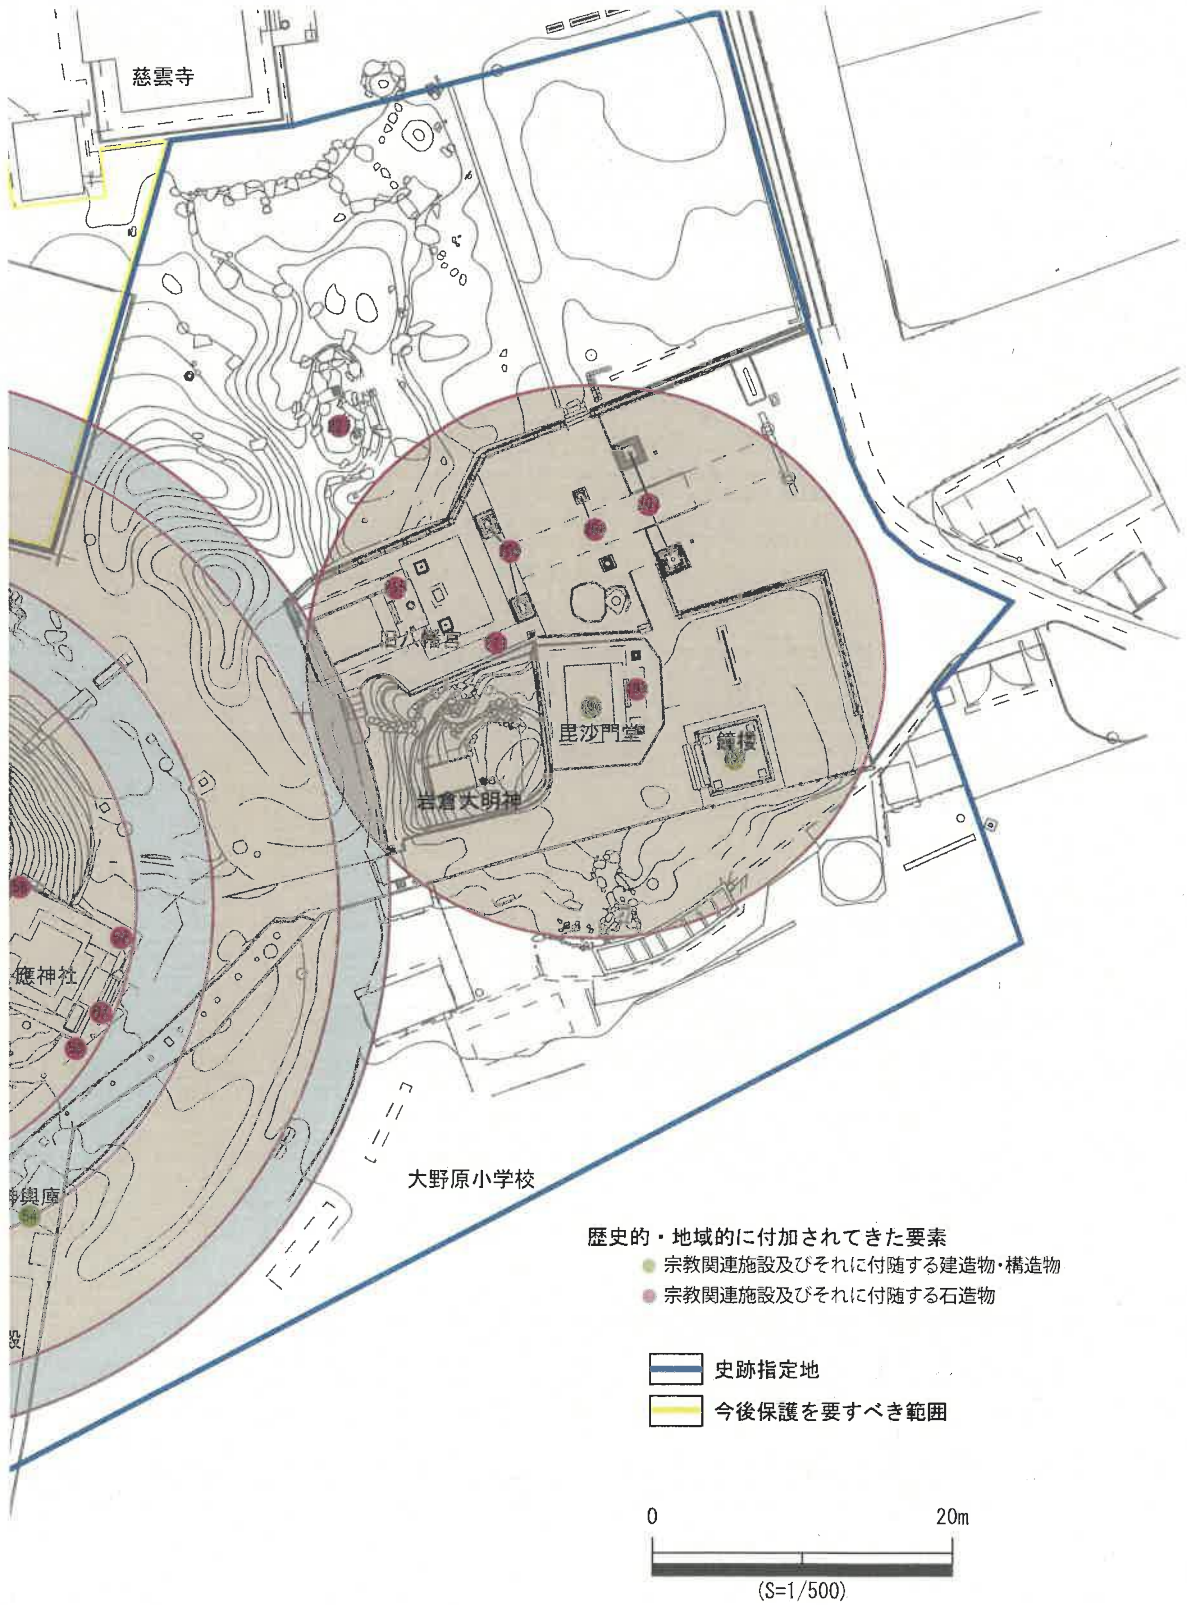 慈雲寺
旧八幡宮
毘沙門堂
鐘楼
岩倉大明神
應神社
輿庫
54
大野原小学校
歴史的・地域的に付加されてきた要素
宗教関連施設及びそれに付随する建造物・構造物
宗教関連施設及びそれに付随する石造物
史跡指定地
今後保護を要すべき範囲
0 20m
(S=1/500)